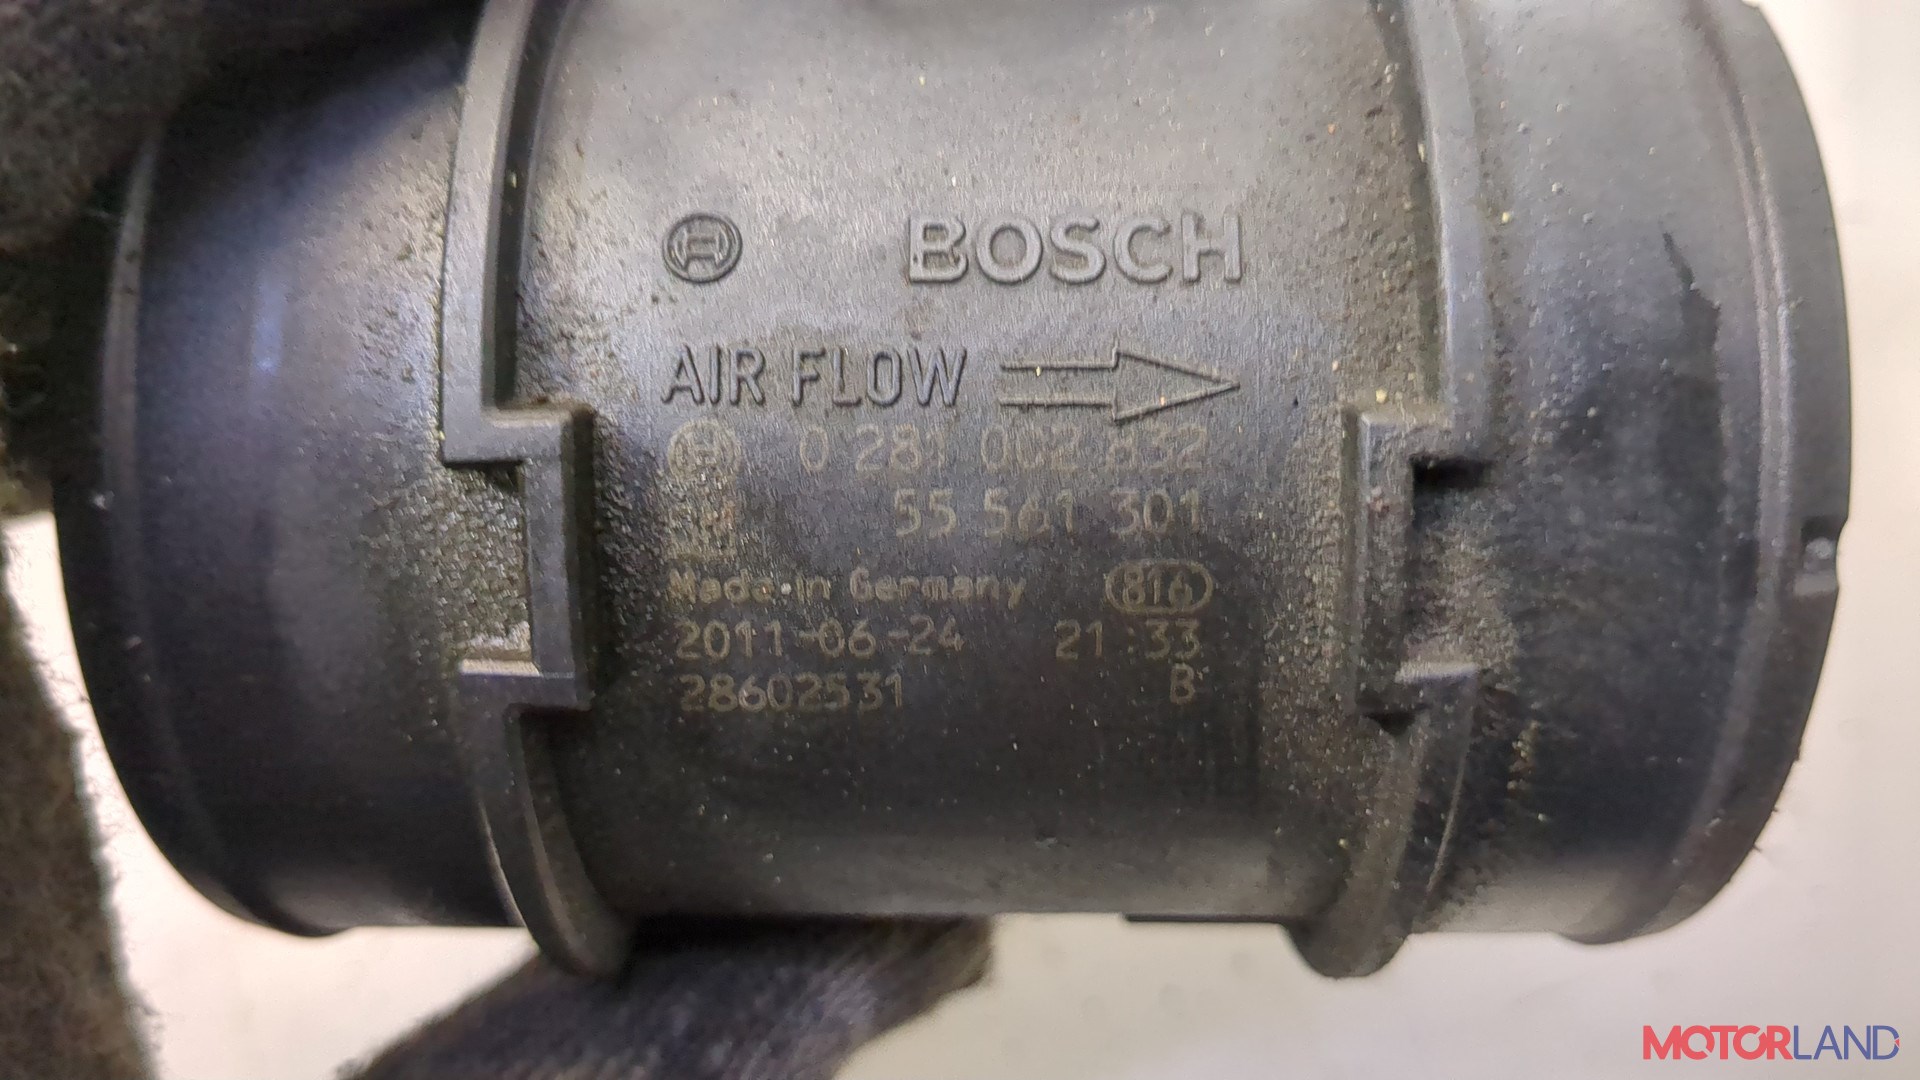 BOSCH
AIR FLOW
0 281 002 832
55 561 301
Made in Germany 816
2011-06-24 21:33
28602531 B
MOTORLAND